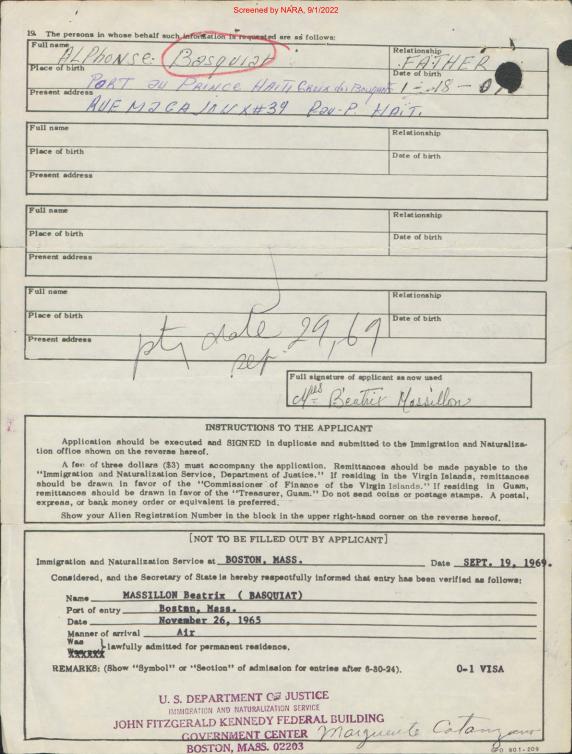 Screened by NARA, 9/1/2022
19. The persons in whose behalf such information is requested are as follows:
Full name ALPHONSE. Basquiat Relationship FATHER
Place of birth PORT au PRINCE HAITI Croix des Bouquets Date of birth 1-18-0
Present address RUE MAGAJOUX #39 Pau-P. HAITI.
Full name Relationship
Place of birth Date of birth
Present address
Full name Relationship
Place of birth Date of birth
Present address
Full name Relationship
Place of birth Date of birth
Present address
pty date 29,69
sep.
Full signature of applicant as now used
Beatrix Massillon
INSTRUCTIONS TO THE APPLICANT
Application should be executed and SIGNED in duplicate and submitted to the Immigration and Naturaliza-
tion office shown on the reverse hereof.
A fee of three dollars ($3) must accompany the application. Remittances should be made payable to the
"Immigration and Naturalization Service, Department of Justice." If residing in the Virgin Islands, remittances
should be drawn in favor of the "Commissioner of Finance of the Virgin Islands." If residing in Guam,
remittances should be drawn in favor of the "Treasurer, Guam." Do not send coins or postage stamps. A postal,
express, or bank money order or equivalent is preferred.
Show your Alien Registration Number in the block in the upper right-hand corner on the reverse hereof.
[NOT TO BE FILLED OUT BY APPLICANT]
Immigration and Naturalization Service at BOSTON, MASS. Date SEPT. 19, 1969.
Considered, and the Secretary of State is hereby respectfully informed that entry has been verified as follows:
Name MASSILLON Beatrix ( BASQUIAT)
Port of entry Boston, Mass.
Date November 26, 1965
Manner of arrival Air
Was
lawfully admitted for permanent residence.
REMARKS: (Show "Symbol" or "Section" of admission for entries after 6-30-24). O-1 VISA
U. S. DEPARTMENT OF JUSTICE
IMMIGRATION AND NATURALIZATION SERVICE
JOHN FITZGERALD KENNEDY FEDERAL BUILDING
GOVERNMENT CENTER Marguerite Catanzano
BOSTON, MASS. 02203
GPO 901-209